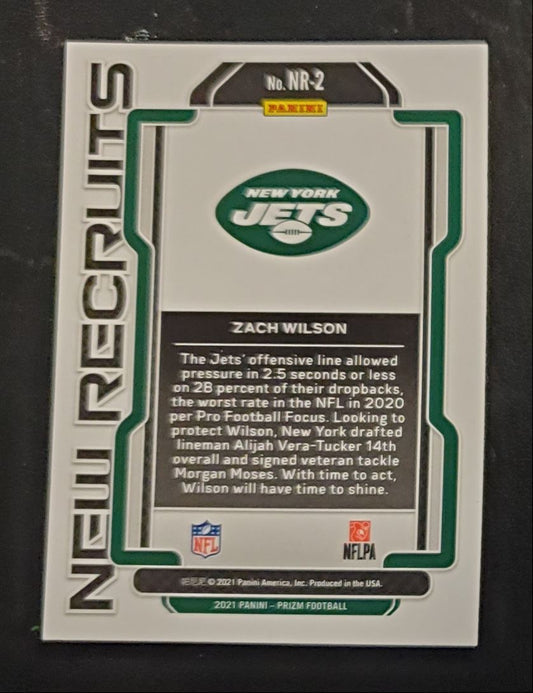 NEW RECRUITS
No. NR-2
PANINI
NEW YORK
JETS
ZACH WILSON
The Jets' offensive line allowed
pressure in 2.5 seconds or less
on 28 percent of their dropbacks,
the worst rate in the NFL in 2020
per Pro Football Focus. Looking to
protect Wilson, New York drafted
lineman Alijah Vera-Tucker 14th
overall and signed veteran tackle
Morgan Moses. With time to act,
Wilson will have time to shine.
NFL
NFLPA
© 2021 Panini America, Inc. Produced in the USA.
2021 PANINI – PRIZM FOOTBALL